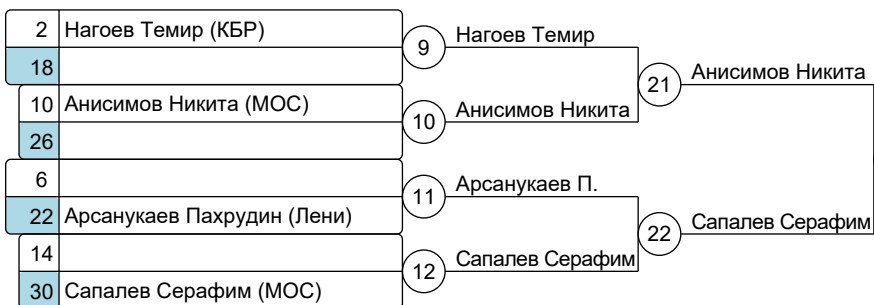 2 Нагоев Темир (КБР)
9 Нагоев Темир
18
21 Анисимов Никита
10 Анисимов Никита (МОС)
10 Анисимов Никита
26
6
11 Арсанукаев П.
22 Арсанукаев Пахрудин (Лени)
22 Сапалев Серафим
14
12 Сапалев Серафим
30 Сапалев Серафим (МОС)